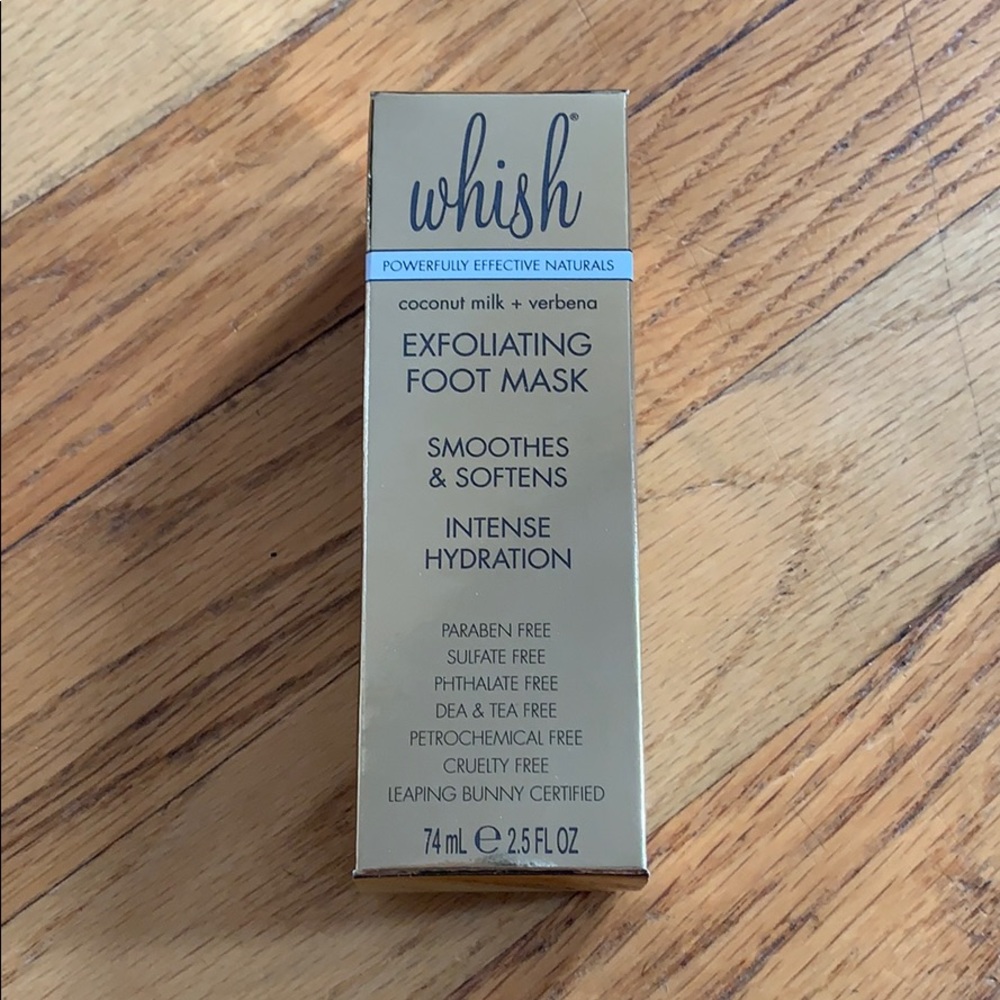 whish®
POWERFULLY EFFECTIVE NATURALS
coconut milk + verbena
EXFOLIATING
FOOT MASK
SMOOTHES
& SOFTENS
INTENSE
HYDRATION
PARABEN FREE
SULFATE FREE
PHTHALATE FREE
DEA & TEA FREE
PETROCHEMICAL FREE
CRUELTY FREE
LEAPING BUNNY CERTIFIED
74 mL ℮ 2.5 FL OZ